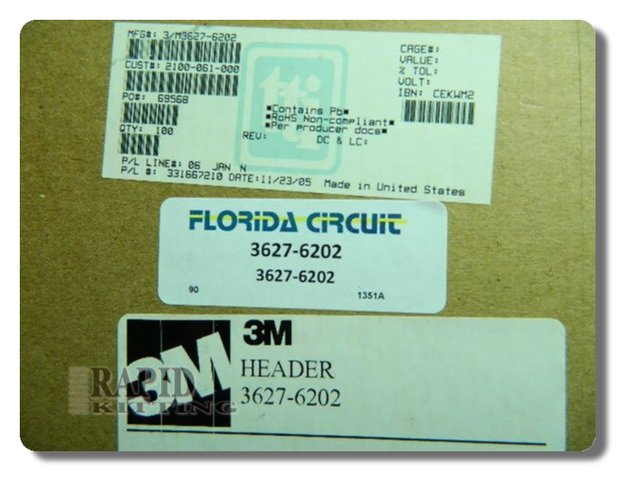 MFG#: 3/M3627-6202
CUST#: 2100-061-000
PO#: 69568
QTY: 100
REV:
P/L LINE#: 06 JAN N
P/L #: 331667210 DATE:11/23/05 Made in United States
tti
*Contains Pb*
*RoHS Non-compliant*
*Per producer docs*
DC & LC:
CAGE#:
VALUE:
% TOL:
VOLT:
IBN: CEKWM2
FLORIDA CIRCUIT
3627-6202
3627-6202
90 1351A
3M
3M
HEADER
3627-6202
RAPID
KITTING